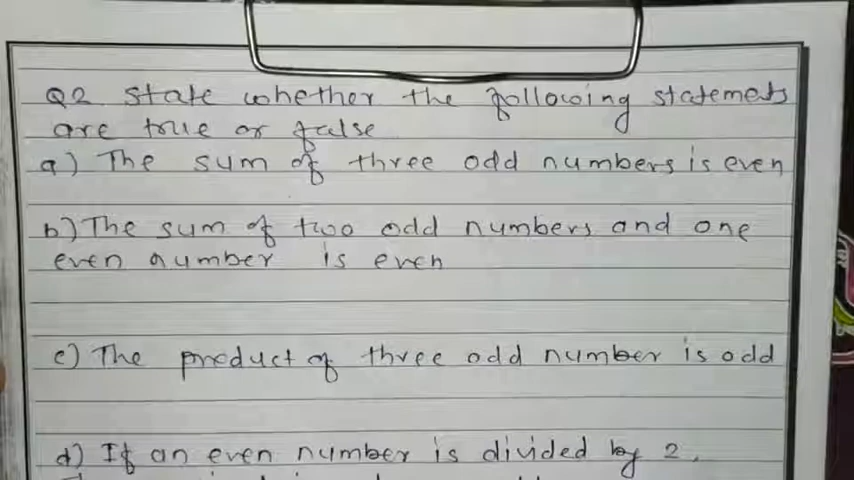 Q2. State whether the following statements
are true or false
a) The sum of three odd numbers is even
b) The sum of two odd numbers and one
even number is even
c) The product of three odd number is odd
d) If an even number is divided by 2,